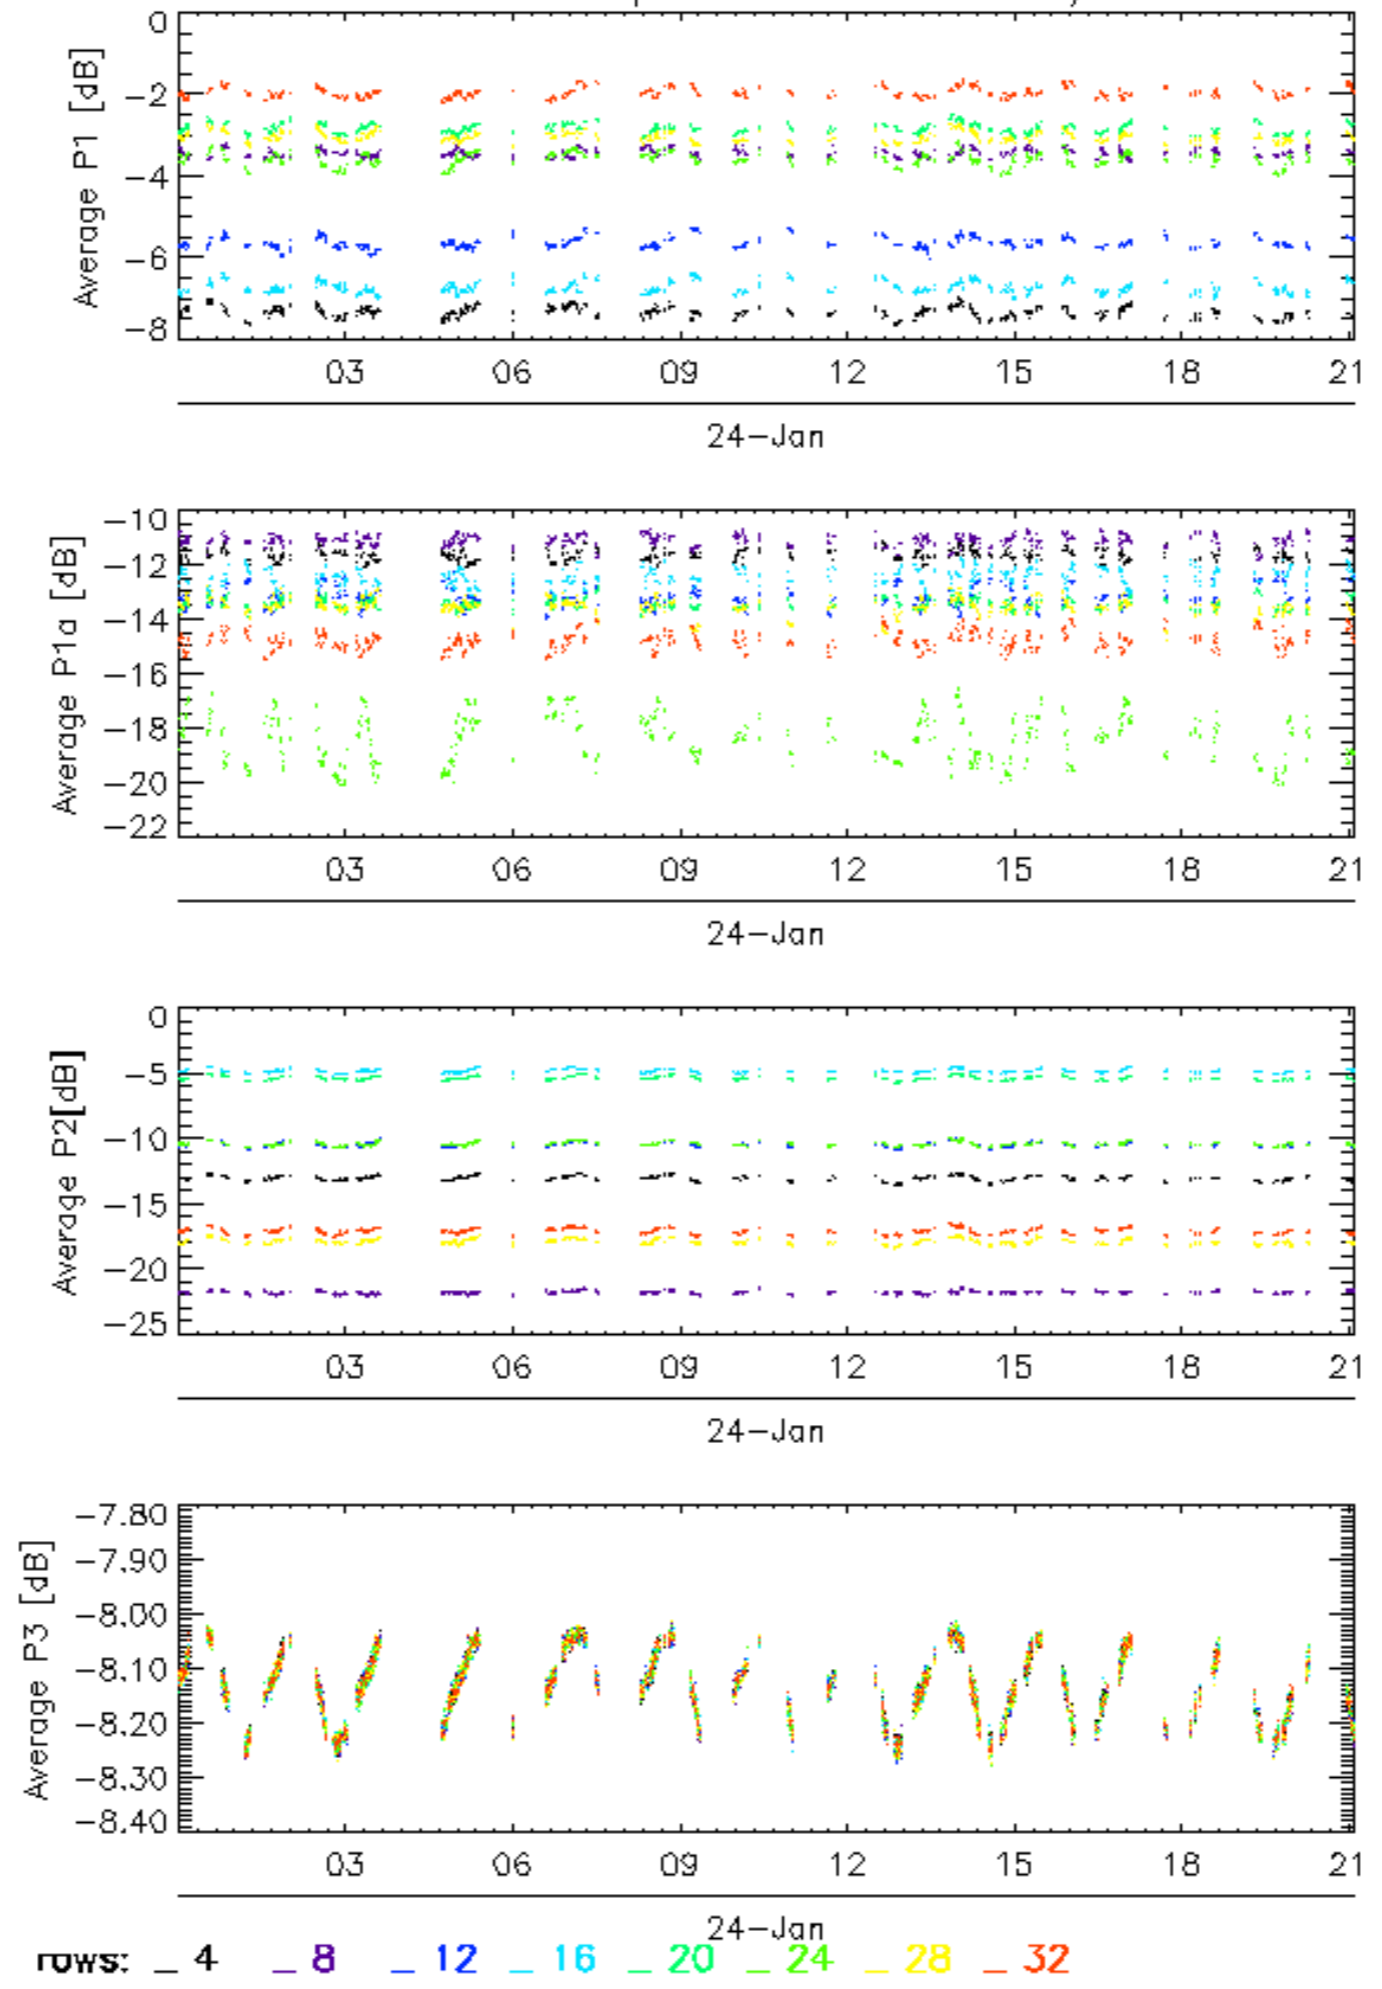 0
-2
-4
-6
-8
Average P1 [dB]
03 06 09 12 15 18 21
24-Jan
-10
-12
-14
-16
-18
-20
-22
Average P1a [dB]
03 06 09 12 15 18 21
24-Jan
0
-5
-10
-15
-20
-25
Average P2[dB]
03 06 09 12 15 18 21
24-Jan
-7.80
-7.90
-8.00
-8.10
-8.20
-8.30
-8.40
Average P3 [dB]
03 06 09 12 15 18 21
24-Jan
rows: _ 4 _ 8 _ 12 _ 16 _ 20 _ 24 _ 28 _ 32